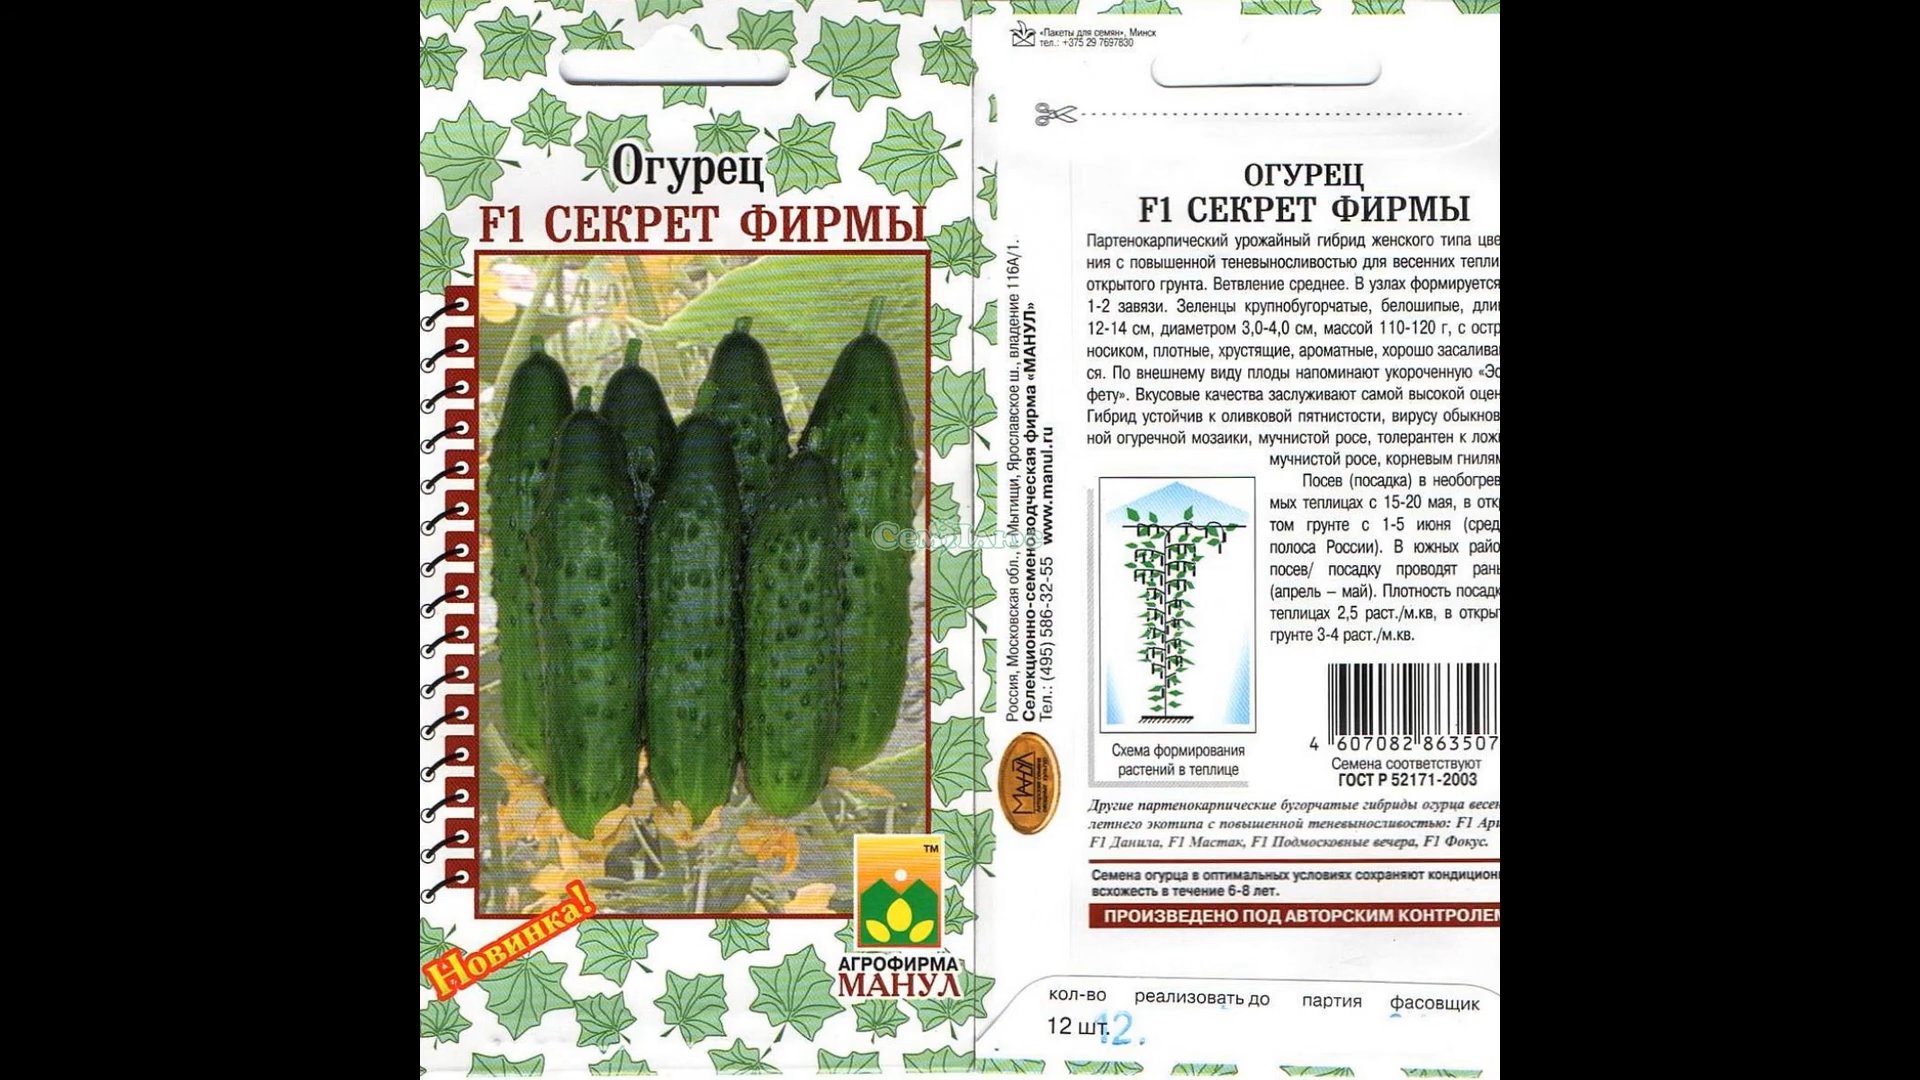 Огурец
F1 СЕКРЕТ ФИРМЫ
Новинка!
TM
АГРОФИРМА
МАНУЛ
СемПлюс
«Пакеты для семян», Минск
тел.: +375 29 7697830
Россия, Московская обл., г. Мытищи, Ярославское ш., владение 116А/1.
Селекционно-семеноводческая фирма «МАНУЛ»
Тел.: (495) 586-32-55 www.manul.ru
МАНУЛ
ОГУРЕЦ
F1 СЕКРЕТ ФИРМЫ
Партенокарпический урожайный гибрид женского типа цве
ния с повышенной теневыносливостью для весенних тепли
открытого грунта. Ветвление среднее. В узлах формируется
1-2 завязи. Зеленцы крупнобугорчатые, белошипые, дли
12-14 см, диаметром 3,0-4,0 см, массой 110-120 г, с остр
носиком, плотные, хрустящие, ароматные, хорошо засалива
ся. По внешнему виду плоды напоминают укороченную «Эс
фету». Вкусовые качества заслуживают самой высокой оцен
Гибрид устойчив к оливковой пятнистости, вирусу обыкнов
ной огуречной мозаики, мучнистой росе, толерантен к лож
мучнистой росе, корневым гнилям
Посев (посадка) в необогрев
мых теплицах с 15-20 мая, в откр
том грунте с 1-5 июня (сред
полоса России). В южных райо
посев/ посадку проводят рань
(апрель – май). Плотность посадк
теплицах 2,5 раст./м.кв, в открыт
грунте 3-4 раст./м.кв.
Схема формирования
растений в теплице
4 607082 863507
Семена соответствуют
ГОСТ Р 52171-2003
Другие партенокарпические бугорчатые гибриды огурца весен
летнего экотипа с повышенной теневыносливостью: F1 Ари
F1 Данила, F1 Мастак, F1 Подмосковные вечера, F1 Фокус.
Семена огурца в оптимальных условиях сохраняют кондицион
всхожесть в течение 6-8 лет.
ПРОИЗВЕДЕНО ПОД АВТОРСКИМ КОНТРОЛЕМ
кол-во реализовать до партия фасовщик
12 шт. 12.